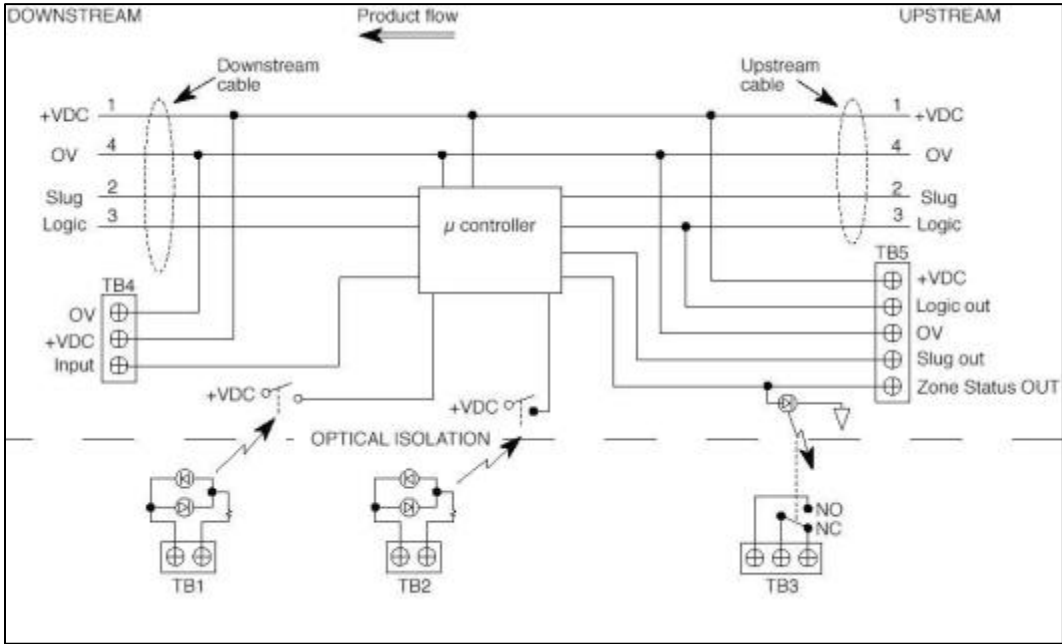 DOWNSTREAM
Product flow
UPSTREAM
Downstream
cable
Upstream
cable
+VDC 1
1 +VDC
OV 4
4 OV
Slug 2
2 Slug
Logic 3
3 Logic
μ controller
TB4
OV
+VDC
Input
TB5
+VDC
Logic out
OV
Slug out
Zone Status OUT
+VDC
+VDC
OPTICAL ISOLATION
NO
NC
TB1
TB2
TB3